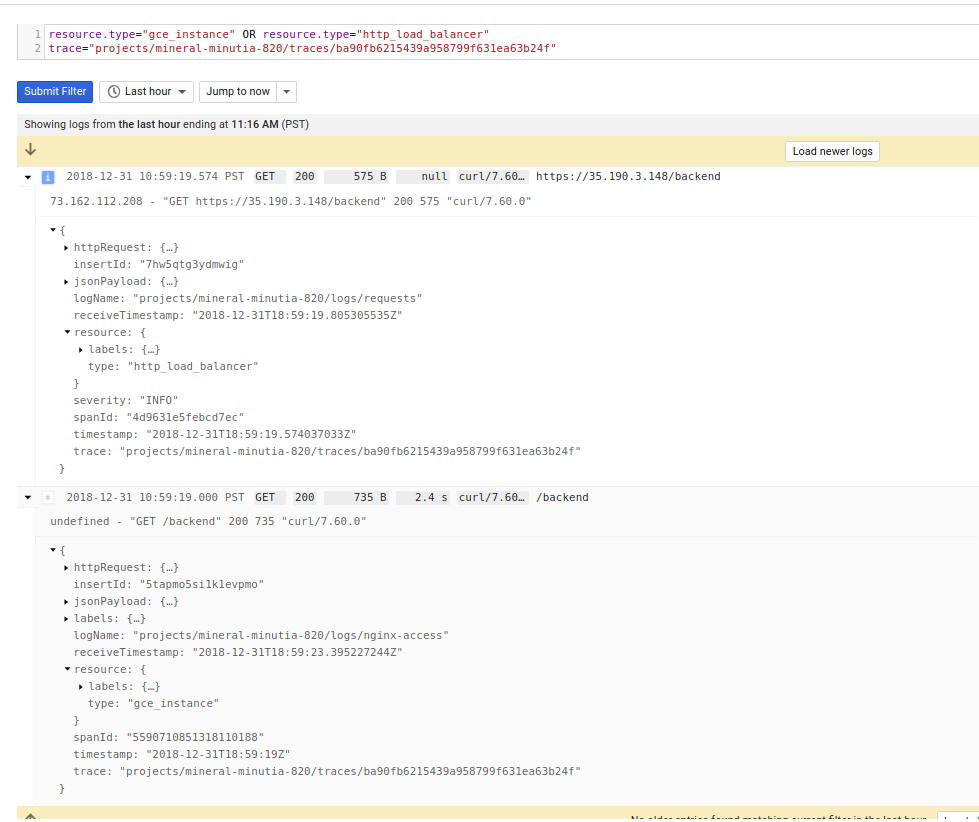 1 resource.type="gce_instance" OR resource.type="http_load_balancer"
2 trace="projects/mineral-minutia-820/traces/ba90fb6215439a958799f631ea63b24f"
Submit Filter Last hour Jump to now
Showing logs from the last hour ending at 11:16 AM (PST)
Load newer logs
2018-12-31 10:59:19.574 PST GET 200 575 B null curl/7.60… https://35.190.3.148/backend
73.162.112.208 - "GET https://35.190.3.148/backend" 200 575 "curl/7.60.0"
{
httpRequest: {…}
insertId: "7hw5qtg3ydmwig"
jsonPayload: {…}
logName: "projects/mineral-minutia-820/logs/requests"
receiveTimestamp: "2018-12-31T18:59:19.805305535Z"
resource: {
labels: {…}
type: "http_load_balancer"
}
severity: "INFO"
spanId: "4d9631e5febcd7ec"
timestamp: "2018-12-31T18:59:19.574037033Z"
trace: "projects/mineral-minutia-820/traces/ba90fb6215439a958799f631ea63b24f"
}
2018-12-31 10:59:19.000 PST GET 200 735 B 2.4 s curl/7.60… /backend
undefined - "GET /backend" 200 735 "curl/7.60.0"
{
httpRequest: {…}
insertId: "5tapmo5si1k1evpmo"
jsonPayload: {…}
labels: {…}
logName: "projects/mineral-minutia-820/logs/nginx-access"
receiveTimestamp: "2018-12-31T18:59:23.395227244Z"
resource: {
labels: {…}
type: "gce_instance"
}
spanId: "5590710851318110188"
timestamp: "2018-12-31T18:59:19Z"
trace: "projects/mineral-minutia-820/traces/ba90fb6215439a958799f631ea63b24f"
}
No older entries found matching current filter in the last hour